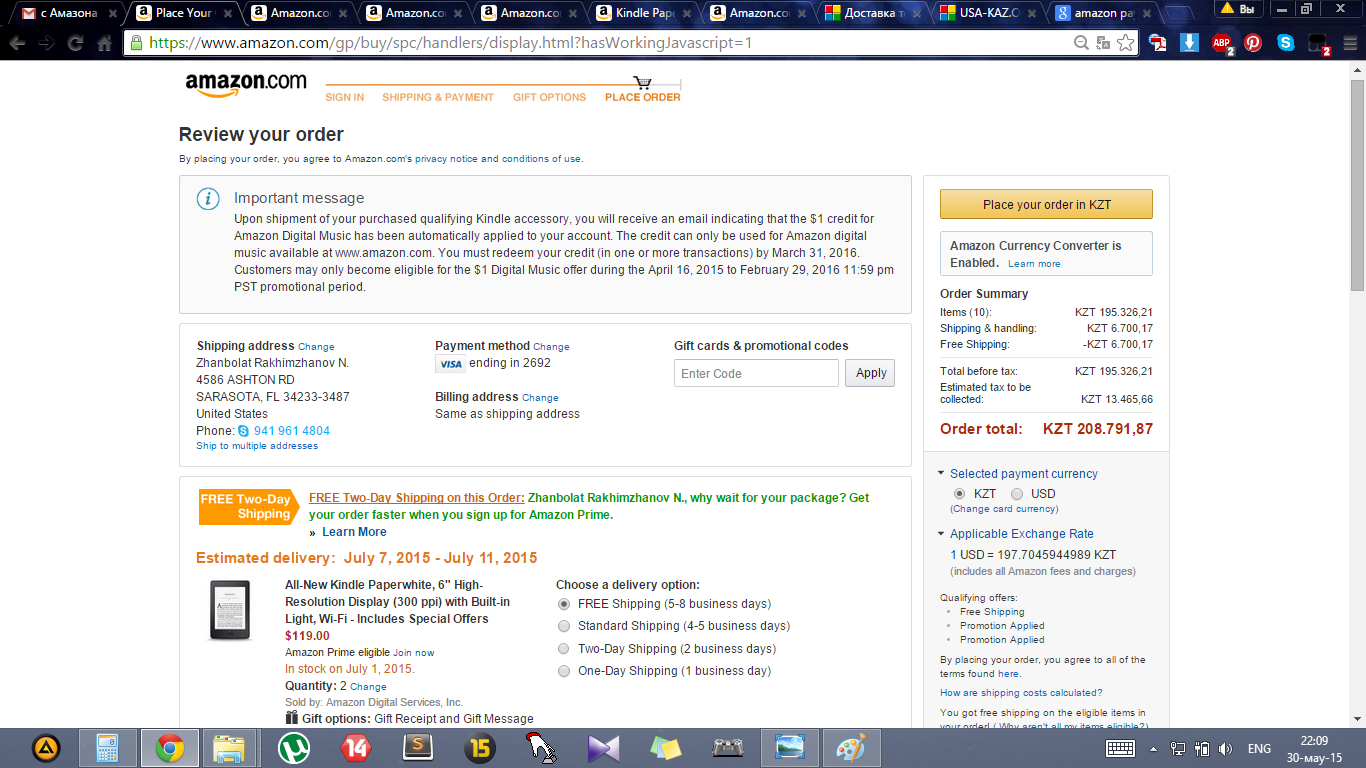 с Амазона
Place Your
Amazon.co
Amazon.co
Amazon.co
Kindle Pape
Amazon.co
Доставка т
USA-KAZ.C
amazon pa
Вы
https://www.amazon.com/gp/buy/spc/handlers/display.html?hasWorkingJavascript=1
ABP
2
2
amazon.com
SIGN IN
SHIPPING & PAYMENT
GIFT OPTIONS
PLACE ORDER
Review your order
By placing your order, you agree to Amazon.com's privacy notice and conditions of use.
Important message
Upon shipment of your purchased qualifying Kindle accessory, you will receive an email indicating that the $1 credit for
Amazon Digital Music has been automatically applied to your account. The credit can only be used for Amazon digital
music available at www.amazon.com. You must redeem your credit (in one or more transactions) by March 31, 2016.
Customers may only become eligible for the $1 Digital Music offer during the April 16, 2015 to February 29, 2016 11:59 pm
PST promotional period.
Shipping address Change
Zhanbolat Rakhimzhanov N.
4586 ASHTON RD
SARASOTA, FL 34233-3487
United States
Phone: 941 961 4804
Ship to multiple addresses
Payment method Change
VISA ending in 2692
Billing address Change
Same as shipping address
Gift cards & promotional codes
Enter Code
Apply
FREE Two-Day
Shipping
FREE Two-Day Shipping on this Order: Zhanbolat Rakhimzhanov N., why wait for your package? Get
your order faster when you sign up for Amazon Prime.
» Learn More
Estimated delivery: July 7, 2015 - July 11, 2015
All-New Kindle Paperwhite, 6" High-
Resolution Display (300 ppi) with Built-in
Light, Wi-Fi - Includes Special Offers
$119.00
Amazon Prime eligible Join now
In stock on July 1, 2015.
Quantity: 2 Change
Sold by: Amazon Digital Services, Inc.
Gift options: Gift Receipt and Gift Message
Choose a delivery option:
FREE Shipping (5-8 business days)
Standard Shipping (4-5 business days)
Two-Day Shipping (2 business days)
One-Day Shipping (1 business day)
Place your order in KZT
Amazon Currency Converter is
Enabled. Learn more
Order Summary
Items (10): KZT 195.326,21
Shipping & handling: KZT 6.700,17
Free Shipping: -KZT 6.700,17
Total before tax: KZT 195.326,21
Estimated tax to be
collected: KZT 13.465,66
Order total: KZT 208.791,87
Selected payment currency
KZT USD
(Change card currency)
Applicable Exchange Rate
1 USD = 197.7045944989 KZT
(includes all Amazon fees and charges)
Qualifying offers:
Free Shipping
Promotion Applied
Promotion Applied
By placing your order, you agree to all of the
terms found here.
How are shipping costs calculated?
You got free shipping on the eligible items in
your order! ( Why aren't all my items eligible?)
14
S
15
ENG
22:09
30-мау-15